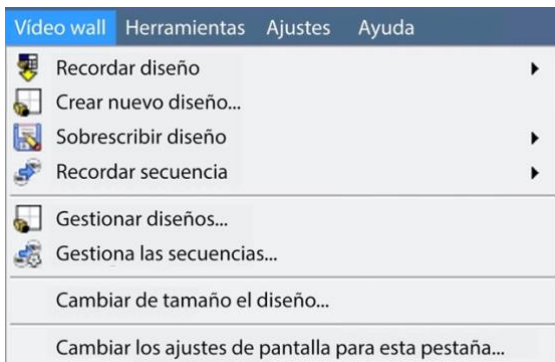 Vídeo wall Herramientas Ajustes Ayuda
Recordar diseño
Crear nuevo diseño...
Sobrescribir diseño
Recordar secuencia
Gestionar diseños...
Gestiona las secuencias...
Cambiar de tamaño el diseño...
Cambiar los ajustes de pantalla para esta pestaña...